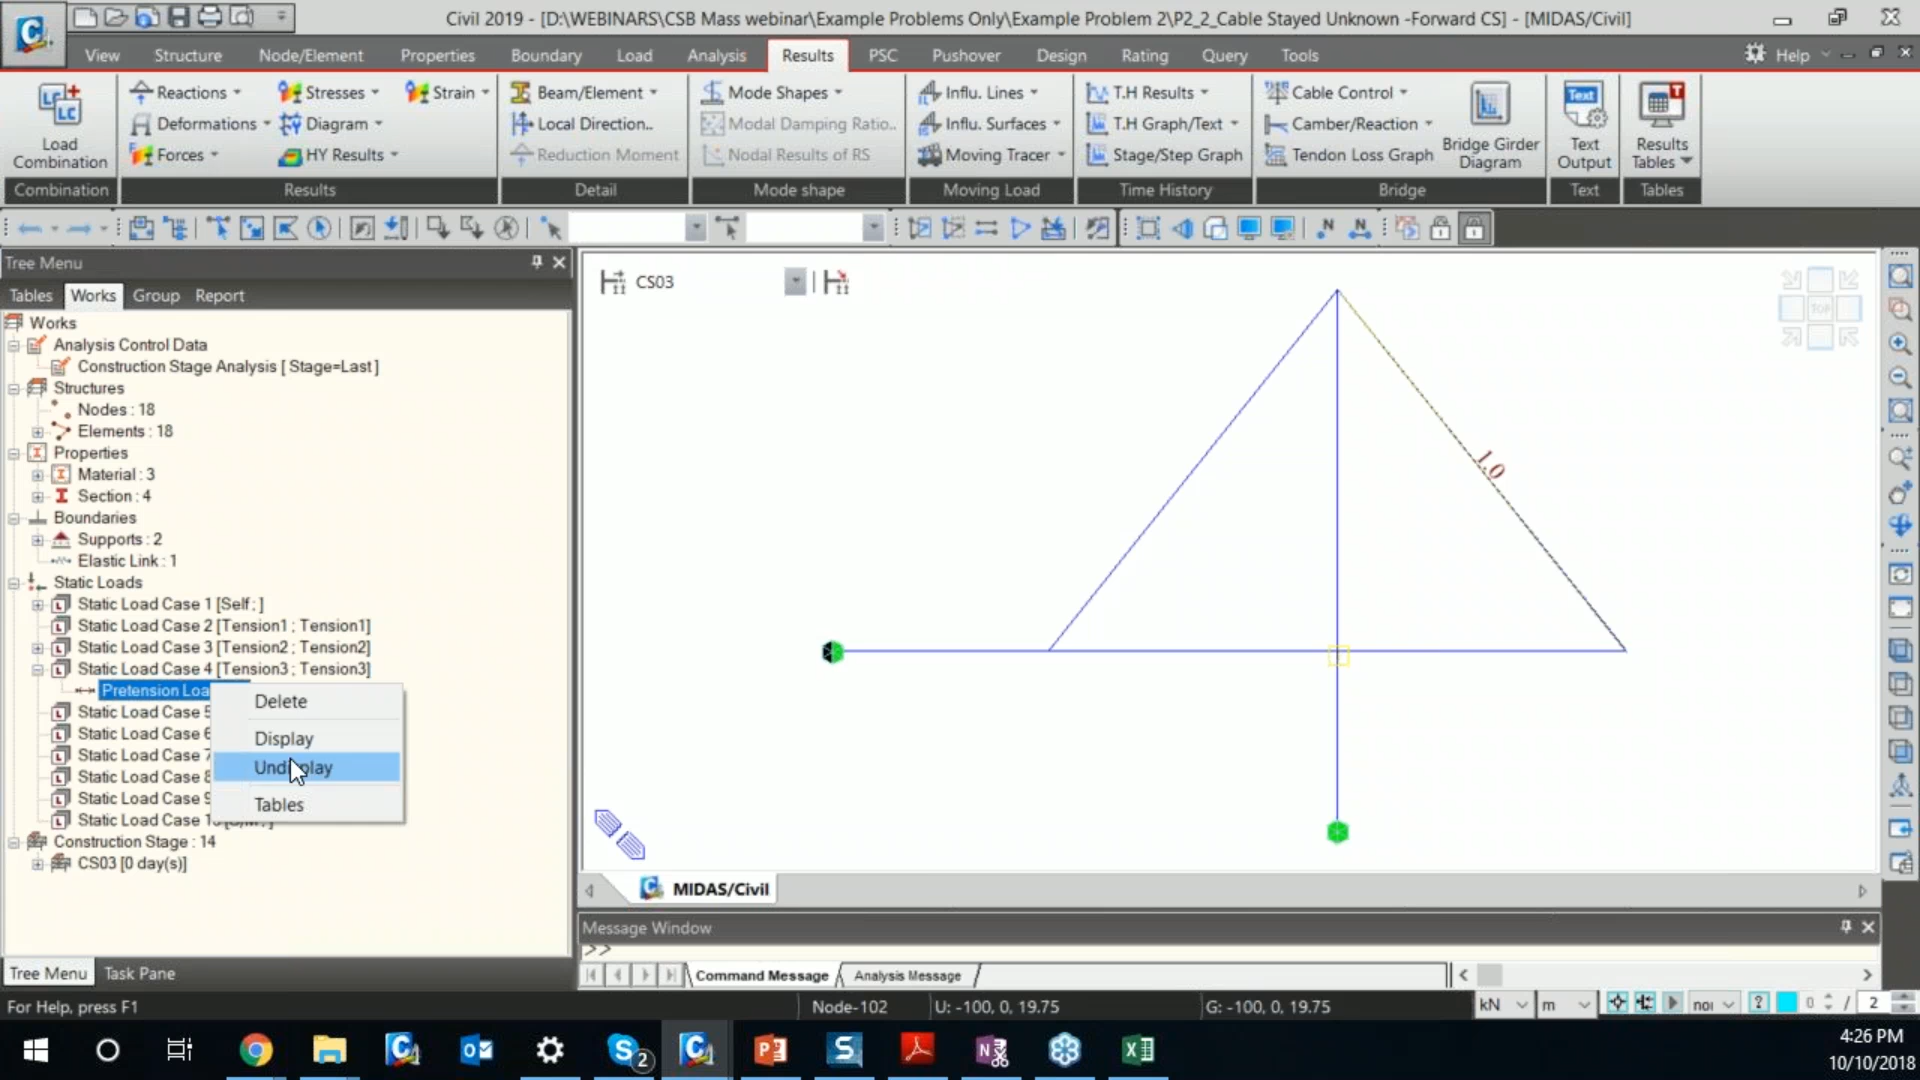 Civil 2019 - [D:\WEBINARS\CSB Mass webinar\Example Problems Only\Example Problem 2\P2_2_Cable Stayed Unknown -Forward CS] - [MIDAS/Civil]
View Structure Node/Element Properties Boundary Load Analysis Results PSC Pushover Design Rating Query Tools Help
Reactions Stresses Strain Beam/Element Mode Shapes Influ. Lines T.H Results Cable Control
Deformations Diagram Local Direction.. Modal Damping Ratio.. Influ. Surfaces T.H Graph/Text Camber/Reaction
Load Combination Forces HY Results Reduction Moment Nodal Results of RS Moving Tracer Stage/Step Graph Tendon Loss Graph Bridge Girder Diagram Text Output Results Tables
Combination Results Detail Mode shape Moving Load Time History Bridge Text Tables
Tree Menu
Tables Works Group Report
Works
Analysis Control Data
Construction Stage Analysis [ Stage=Last ]
Structures
Nodes : 18
Elements : 18
Properties
Material : 3
Section : 4
Boundaries
Supports : 2
Elastic Link : 1
Static Loads
Static Load Case 1 [Self ; ]
Static Load Case 2 [Tension1 ; Tension1]
Static Load Case 3 [Tension2 ; Tension2]
Static Load Case 4 [Tension3 ; Tension3]
Pretension Loa
Static Load Case 5
Static Load Case 6
Static Load Case 7
Static Load Case 8
Static Load Case 9
Static Load Case 1
Construction Stage : 14
CS03 [0 day(s)]
Delete
Display
Undisplay
Tables
CS03
1.0
TOP
MIDAS/Civil
Message Window
>>
Command Message Analysis Message
Tree Menu Task Pane
For Help, press F1 Node-102 U: -100, 0, 19.75 G: -100, 0, 19.75 kN m nor ? 0 / 2
4:26 PM
10/10/2018